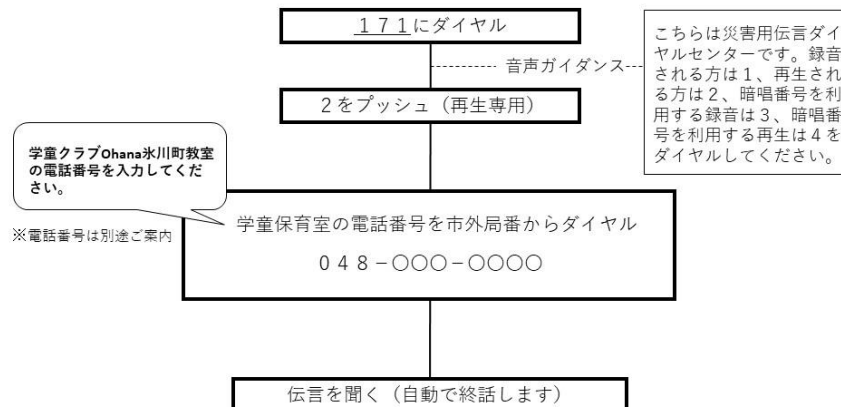 １７１にダイヤル
音声ガイダンス
こちらは災害用伝言ダイ
ヤルセンターです。録音
される方は１、再生され
る方は２、暗唱番号を利
用する録音は３、暗唱番
号を利用する再生は４を
ダイヤルしてください。
２をプッシュ（再生専用）
学童クラブOhana氷川町教室
の電話番号を入力してくだ
さい。
※電話番号は別途ご案内
学童保育室の電話番号を市外局番からダイヤル
０４８－〇〇〇－〇〇〇〇
伝言を聞く（自動で終話します）